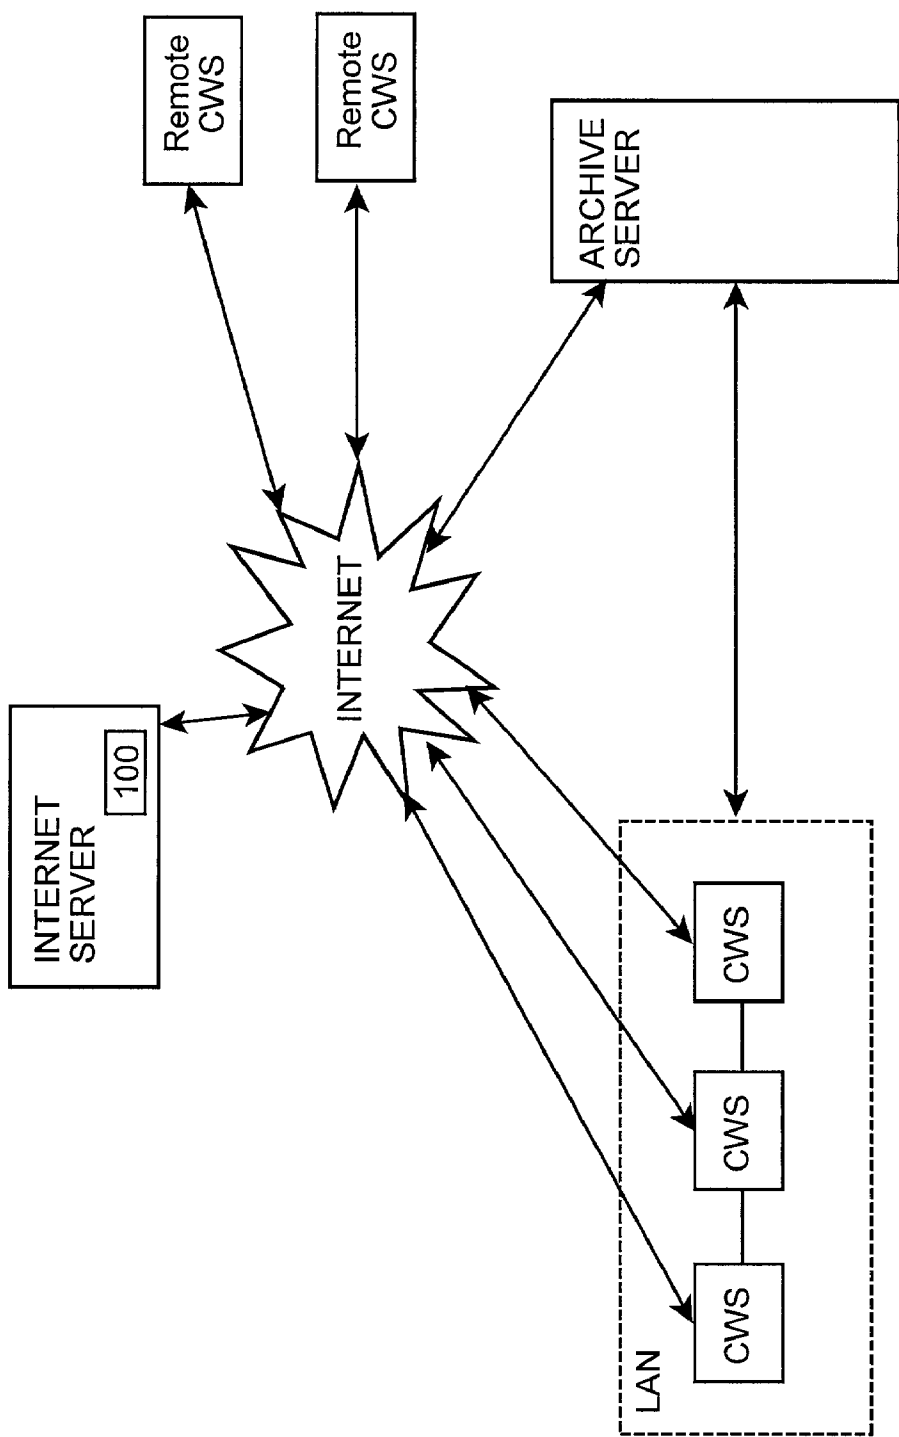 INTERNET
SERVER
100
INTERNET
Remote
CWS
Remote
CWS
ARCHIVE
SERVER
LAN
CWS
CWS
CWS